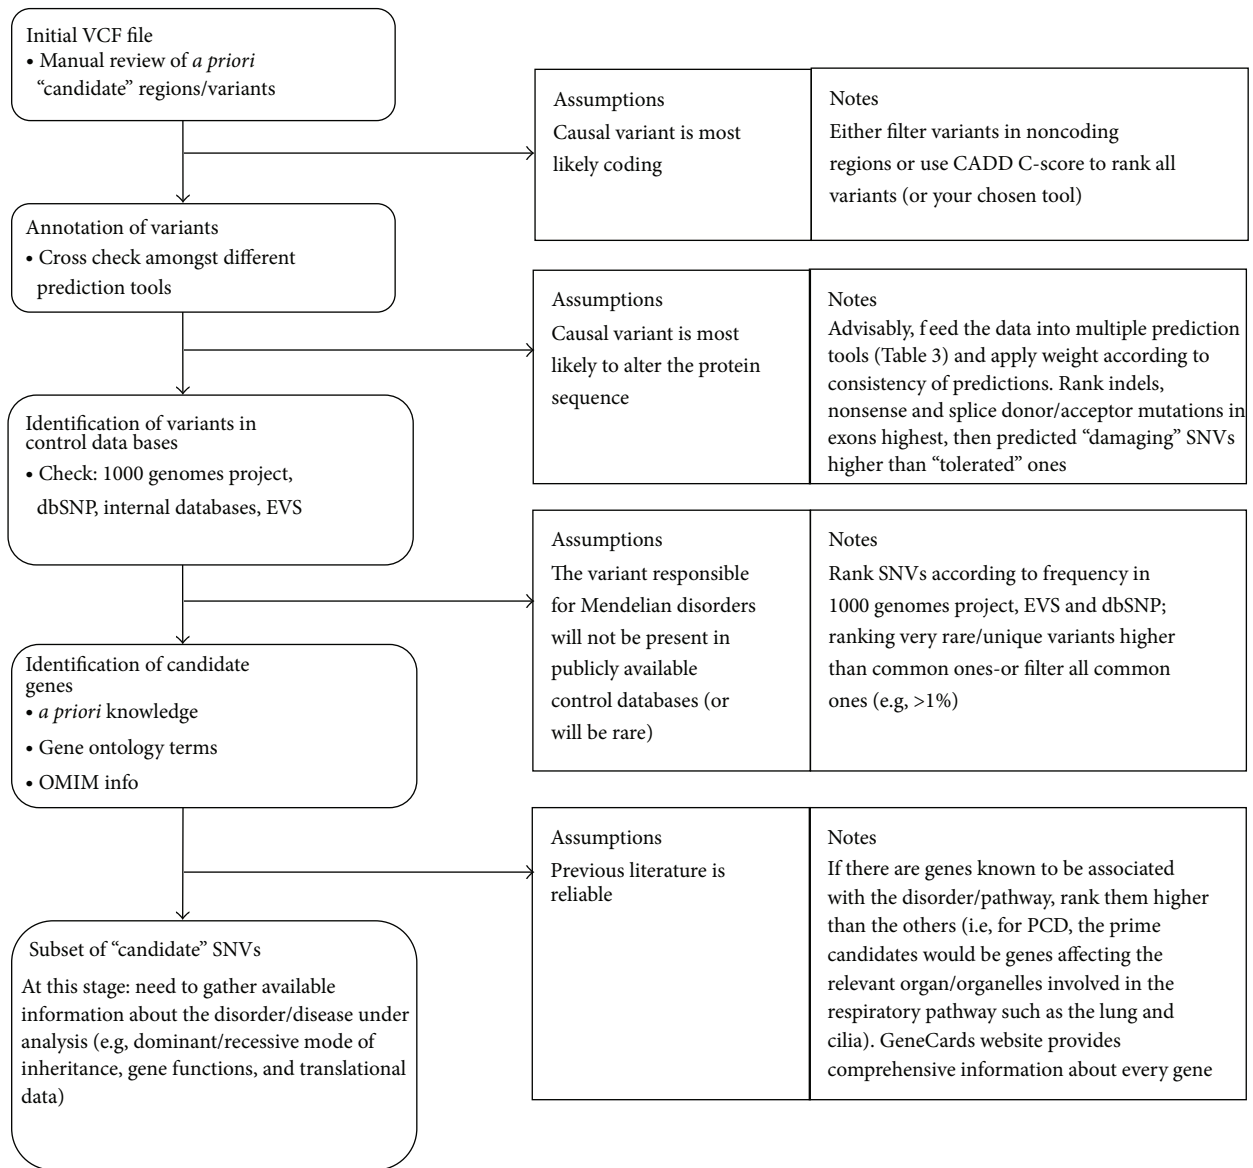 Initial VCF file
• Manual review of a priori
“candidate” regions/variants
Assumptions
Causal variant is most
likely coding
Notes
Either filter variants in noncoding
regions or use CADD C-score to rank all
variants (or your chosen tool)
Annotation of variants
• Cross check amongst different
prediction tools
Assumptions
Causal variant is most
likely to alter the protein
sequence
Notes
Advisably, feed the data into multiple prediction
tools (Table 3) and apply weight according to
consistency of predictions. Rank indels,
nonsense and splice donor/acceptor mutations in
exons highest, then predicted “damaging” SNVs
higher than “tolerated” ones
Identification of variants in
control data bases
• Check: 1000 genomes project,
dbSNP, internal databases, EVS
Assumptions
The variant responsible
for Mendelian disorders
will not be present in
publicly available
control databases (or
will be rare)
Notes
Rank SNVs according to frequency in
1000 genomes project, EVS and dbSNP;
ranking very rare/unique variants higher
than common ones-or filter all common
ones (e.g, >1%)
Identification of candidate
genes
• a priori knowledge
• Gene ontology terms
• OMIM info
Assumptions
Previous literature is
reliable
Notes
If there are genes known to be associated
with the disorder/pathway, rank them higher
than the others (i.e, for PCD, the prime
candidates would be genes affecting the
relevant organ/organelles involved in the
respiratory pathway such as the lung and
cilia). GeneCards website provides
comprehensive information about every gene
Subset of “candidate” SNVs
At this stage: need to gather available
information about the disorder/disease under
analysis (e.g, dominant/recessive mode of
inheritance, gene functions, and translational
data)